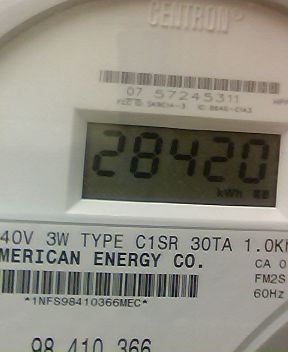 CENTRON®
07 57245311
28420
kWh
40V 3W TYPE C1SR 30TA 1.0K
MERICAN ENERGY CO.
CA 0
FM2S
60Hz
*1NFS98410366MEC*
98 410 366